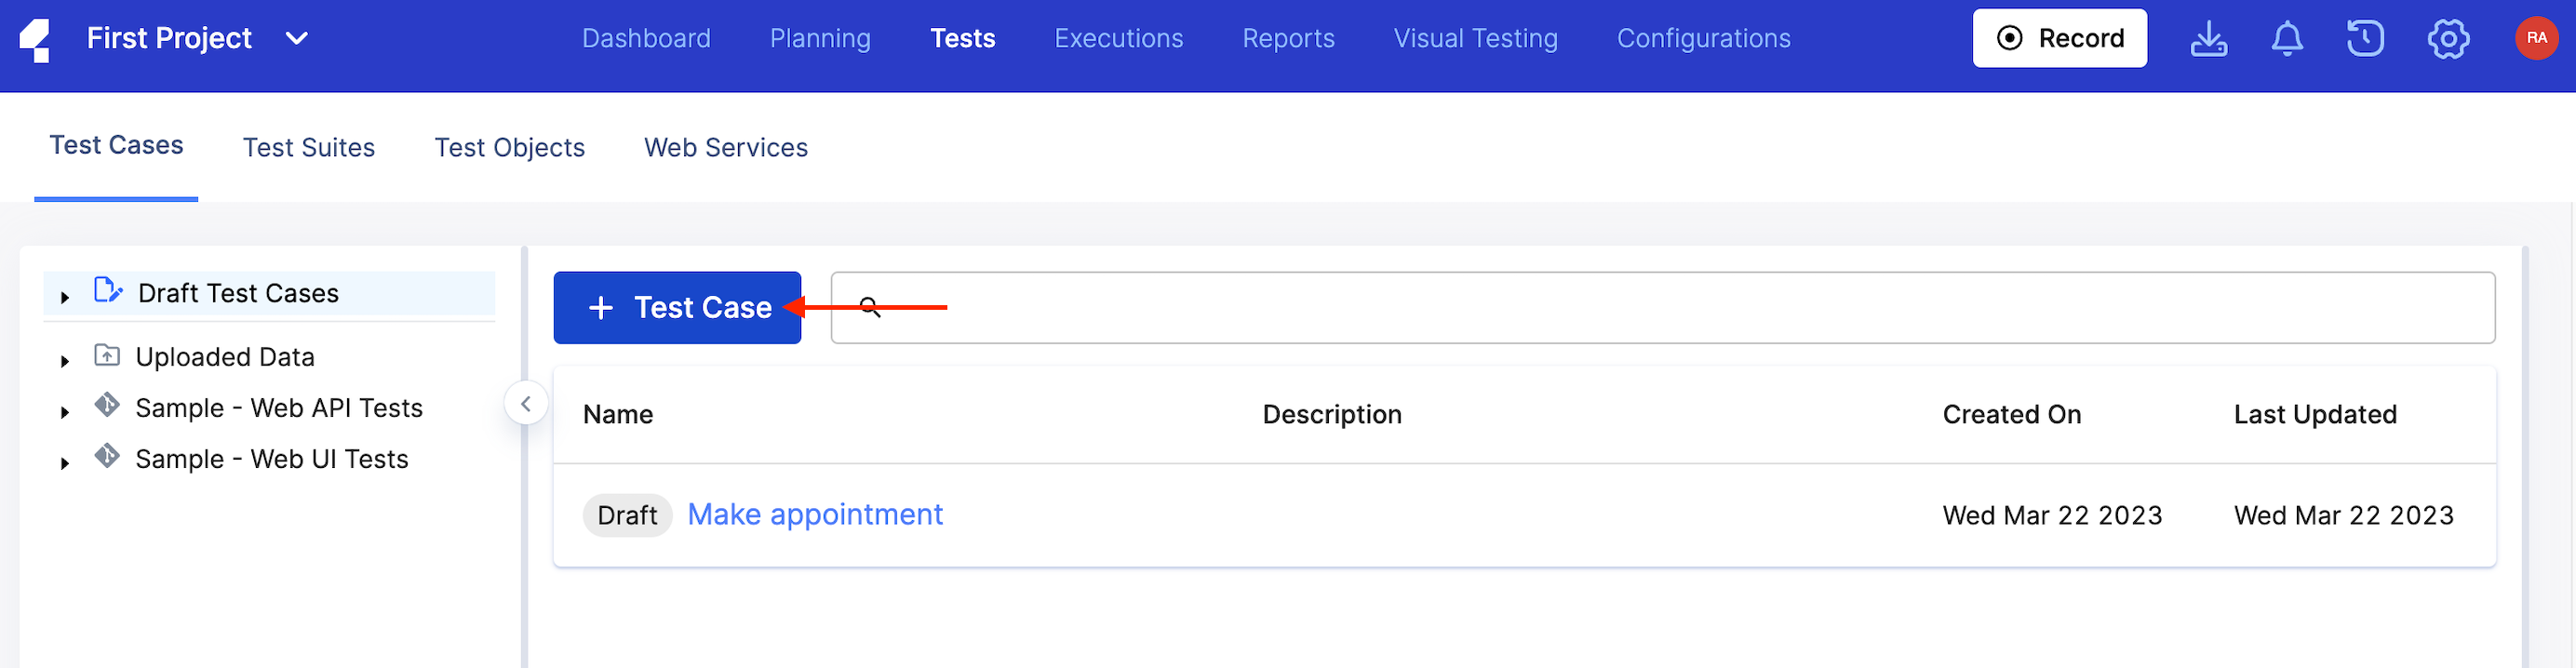 First Project Dashboard Planning Tests Executions Reports Visual Testing Configurations Record RA
Test Cases Test Suites Test Objects Web Services
Draft Test Cases
Uploaded Data
Sample - Web API Tests
Sample - Web UI Tests
+ Test Case
Name Description Created On Last Updated
Draft Make appointment Wed Mar 22 2023 Wed Mar 22 2023